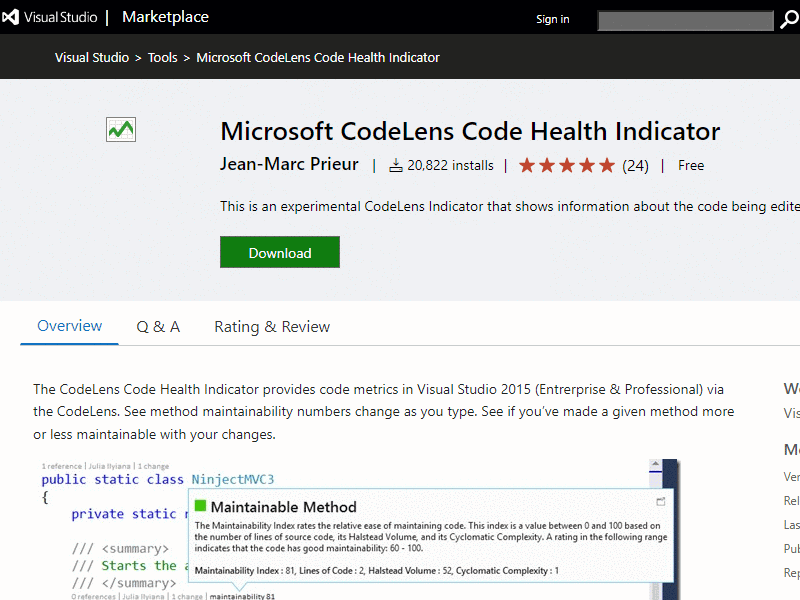 Visual Studio | Marketplace
Sign in
Visual Studio > Tools > Microsoft CodeLens Code Health Indicator
Microsoft CodeLens Code Health Indicator
Jean-Marc Prieur | 20,822 installs | (24) | Free
This is an experimental CodeLens Indicator that shows information about the code being edite
Download
Overview Q & A Rating & Review
The CodeLens Code Health Indicator provides code metrics in Visual Studio 2015 (Entrerprise & Professional) via
the CodeLens. See method maintainability numbers change as you type. See if you've made a given method more
or less maintainable with your changes.
1 reference | Julia Ilyiana | 1 change
public static class NinjectMVC3
{
private static
Maintainable Method
The Maintainability Index rates the relative ease of maintaining code. This index is a value between 0 and 100 based on
the number of lines of source code, its Halstead Volume, and its Cyclomatic Complexity. A rating in the following range
indicates that the code has good maintainability: 60 - 100.
Maintainability Index : 81, Lines of Code : 2, Halstead Volume : 52, Cyclomatic Complexity : 1
/// <summary>
/// Starts the a
/// </summary>
0 references | Julia Ilyiana | 1 change | maintainability 81
Wo
Vis
Mo
Ver
Rel
Las
Pub
Rep